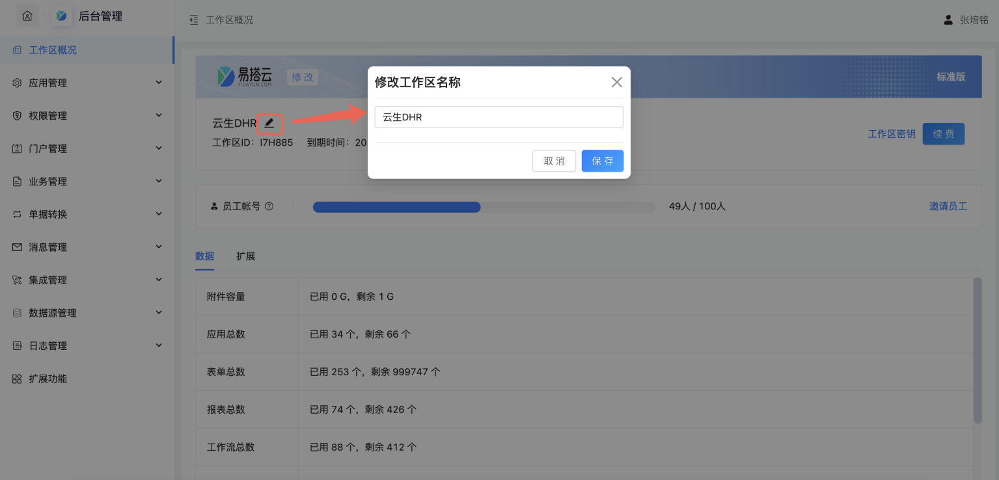 后台管理
工作区概况
张培铭
工作区概况
应用管理
权限管理
门户管理
业务管理
单据转换
消息管理
集成管理
数据源管理
日志管理
扩展功能
易搭云
YIDAYUN.COM
修 改
标准版
云生DHR
工作区ID: I7H885 到期时间: 20
工作区密钥
续 费
修改工作区名称
云生DHR
取 消
保 存
员工帐号
49人 / 100人
邀请员工
数据 扩展
附件容量 已用 0 G，剩余 1 G
应用总数 已用 34 个，剩余 66 个
表单总数 已用 253 个，剩余 999747 个
报表总数 已用 74 个，剩余 426 个
工作流总数 已用 88 个，剩余 412 个